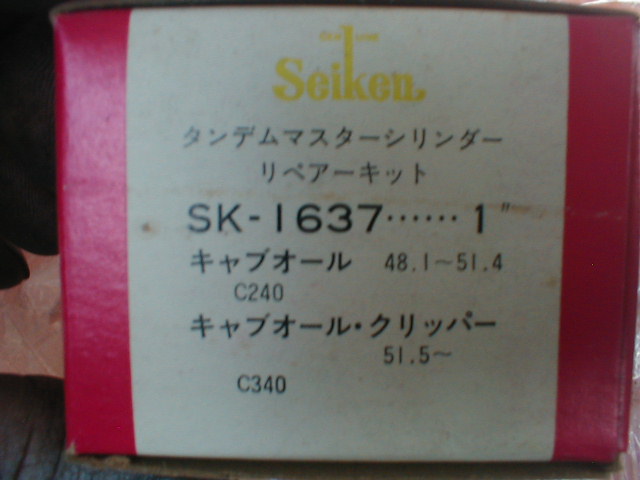 Seiken
タンデムマスターシリンダー
リペアーキット
SK-1637……1"
キャブオール 48.1~51.4
C240
キャブオール・クリッパー
51.5~
C340